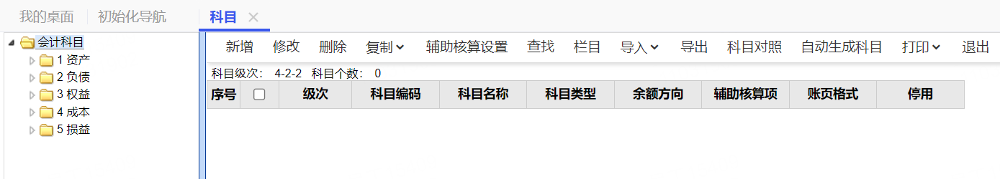 我的桌面 初始化导航 科目
会计科目
1 资产
2 负债
3 权益
4 成本
5 损益
新增 修改 删除 复制 辅助核算设置 查找 栏目 导入 导出 科目对照 自动生成科目 打印 退出
科目级次： 4-2-2 科目个数： 0
序号 级次 科目编码 科目名称 科目类型 余额方向 辅助核算项 账页格式 停用